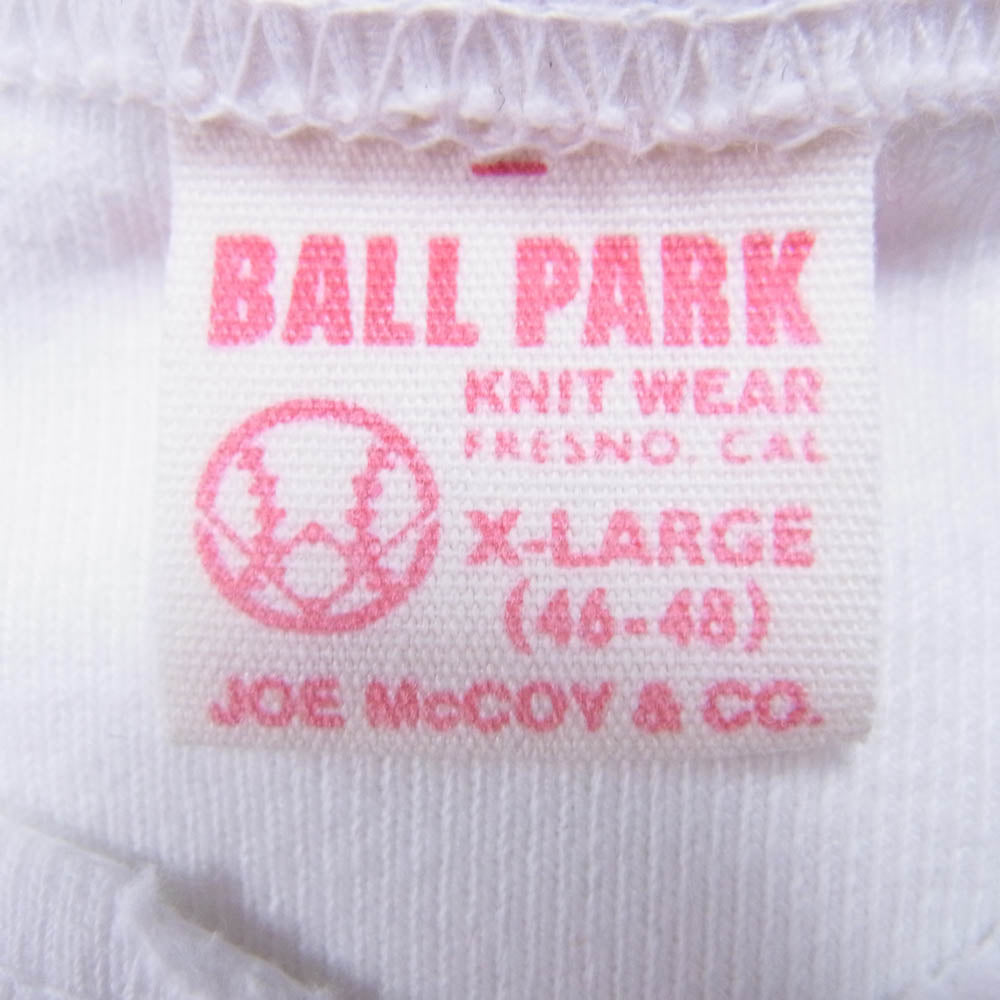 BALL PARK
KNIT WEAR
FRESNO, CAL
X-LARGE
(46-48)
JOE McCOY & CO.